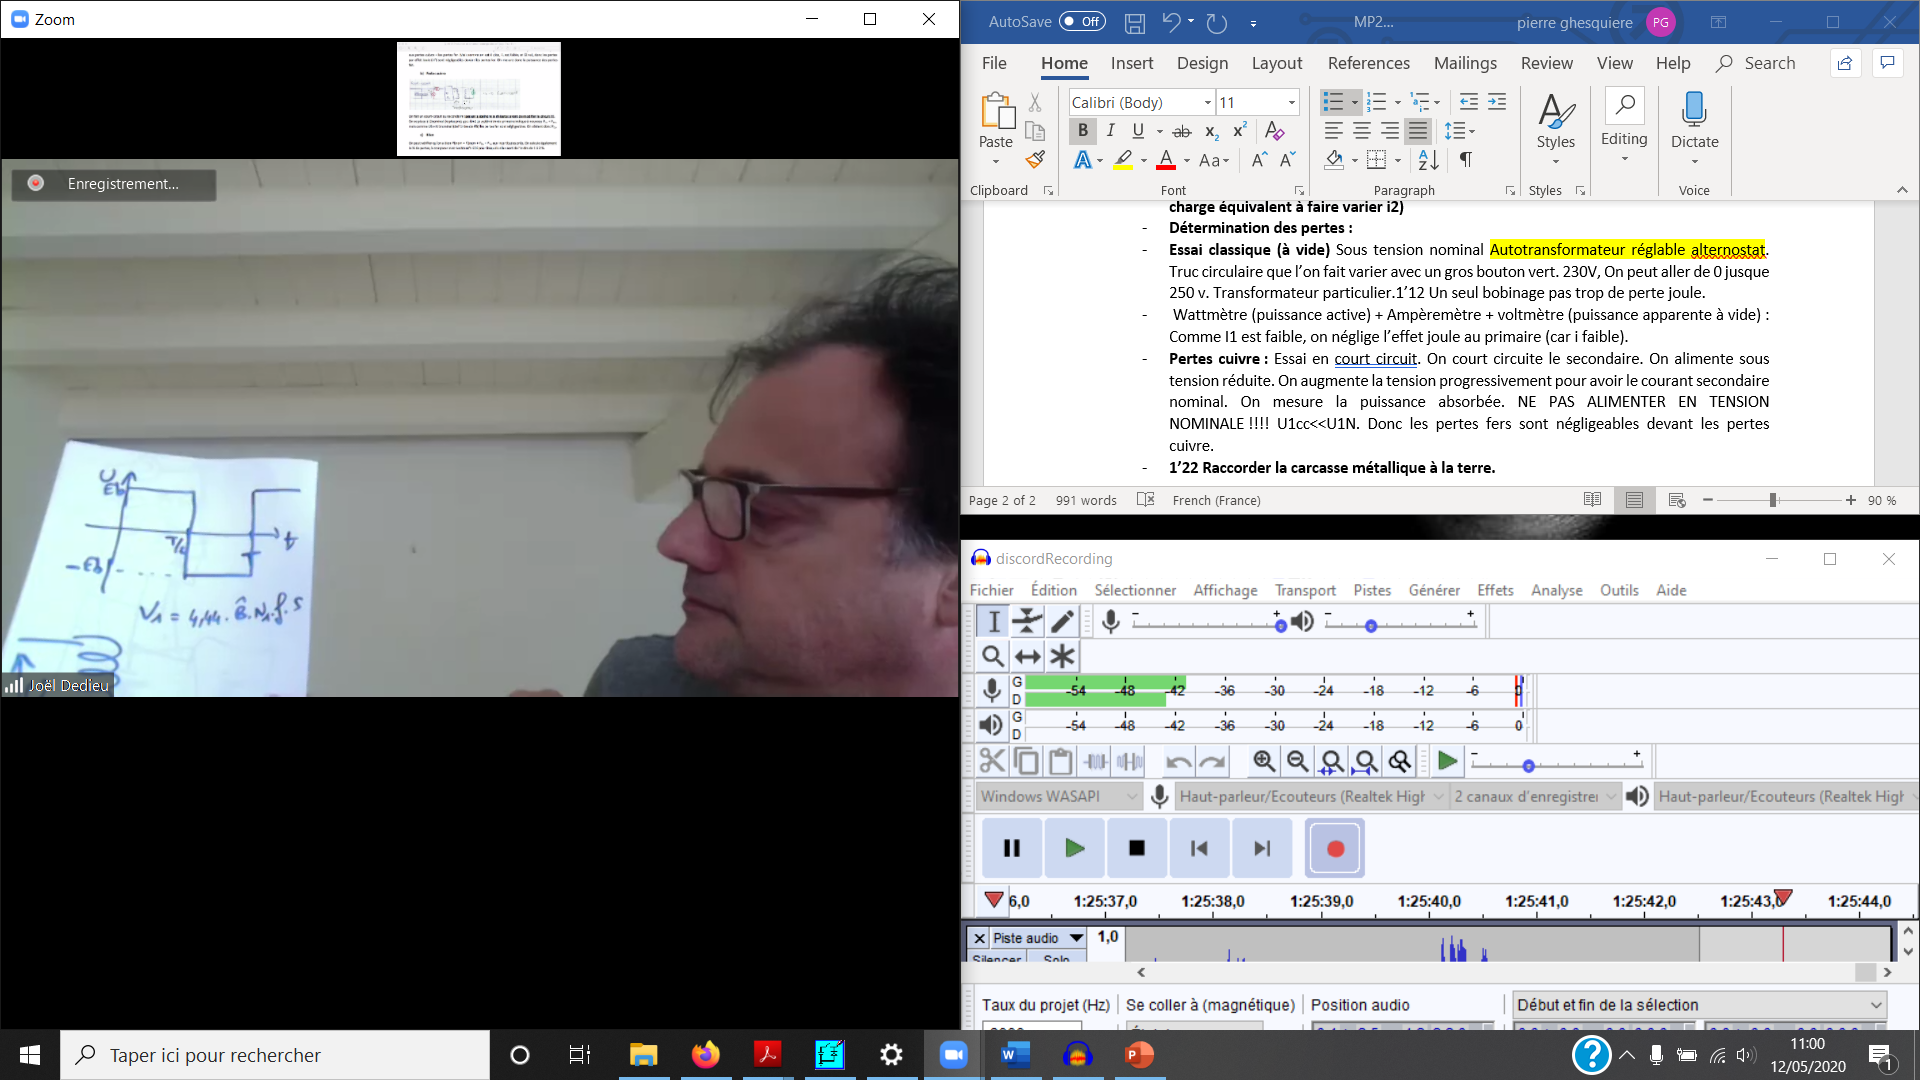 Zoom
Enregistrement...
U
Eb
T/2
T
t
-Eb
V1 = 4,44. B̂.N1.f.S
Joël Dedieu
AutoSave Off
MP2...
pierre ghesquiere PG
File Home Insert Design Layout References Mailings Review View Help Search
Calibri (Body) 11
Paste
Styles
Editing
Dictate
Clipboard Font Paragraph Styles Voice
charge équivalent à faire varier i2)
- Détermination des pertes :
- Essai classique (à vide) Sous tension nominal Autotransformateur réglable alternostat.
Truc circulaire que l’on fait varier avec un gros bouton vert. 230V, On peut aller de 0 jusque
250 v. Transformateur particulier.1’12 Un seul bobinage pas trop de perte joule.
- Wattmètre (puissance active) + Ampèremètre + voltmètre (puissance apparente à vide) :
Comme I1 est faible, on néglige l’effet joule au primaire (car i faible).
- Pertes cuivre : Essai en court circuit. On court circuite le secondaire. On alimente sous
tension réduite. On augmente la tension progressivement pour avoir le courant secondaire
nominal. On mesure la puissance absorbée. NE PAS ALIMENTER EN TENSION
NOMINALE !!!! U1cc<<U1N. Donc les pertes fers sont négligeables devant les pertes
cuivre.
- 1’22 Raccorder la carcasse métallique à la terre.
Page 2 of 2 991 words French (France) 90 %
discordRecording
Fichier Édition Sélectionner Affichage Transport Pistes Générer Effets Analyse Outils Aide
G
D
-54 -48 -42 -36 -30 -24 -18 -12 -6 0
G
D
-54 -48 -42 -36 -30 -24 -18 -12 -6 0
Windows WASAPI Haut-parleur/Ecouteurs (Realtek High 2 canaux d'enregistre Haut-parleur/Ecouteurs (Realtek High
6,0 1:25:37,0 1:25:38,0 1:25:39,0 1:25:40,0 1:25:41,0 1:25:42,0 1:25:43,0 1:25:44,0
Piste audio 1,0
Silencer Solo
Taux du projet (Hz) Se coller à (magnétique) Position audio Début et fin de la sélection
Taper ici pour rechercher
11:00
12/05/2020
1